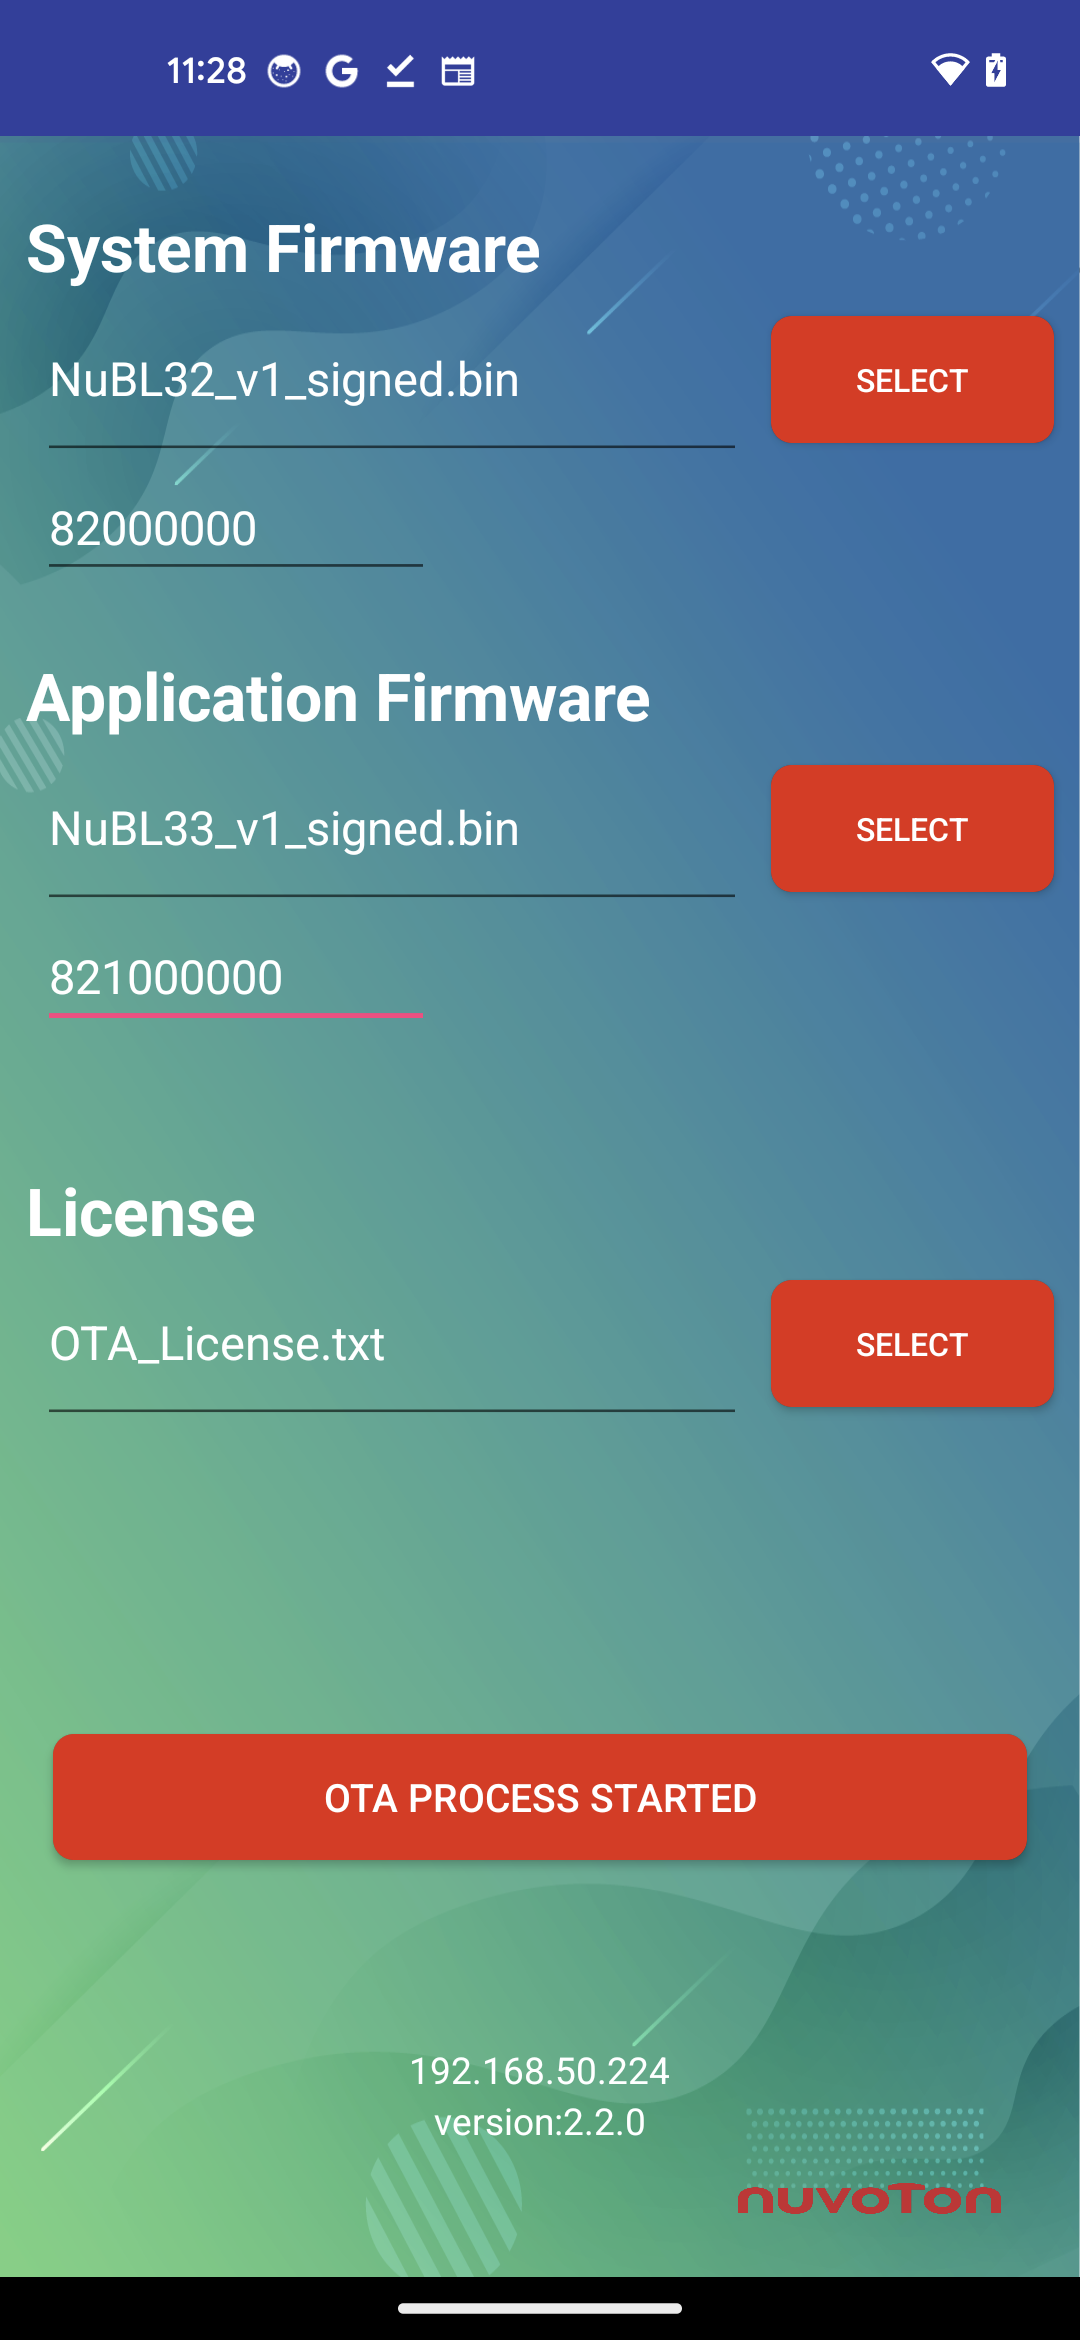 11:28
System Firmware
NuBL32_v1_signed.bin
SELECT
82000000
Application Firmware
NuBL33_v1_signed.bin
SELECT
821000000
License
OTA_License.txt
SELECT
OTA PROCESS STARTED
192.168.50.224
version:2.2.0
nuvoTon